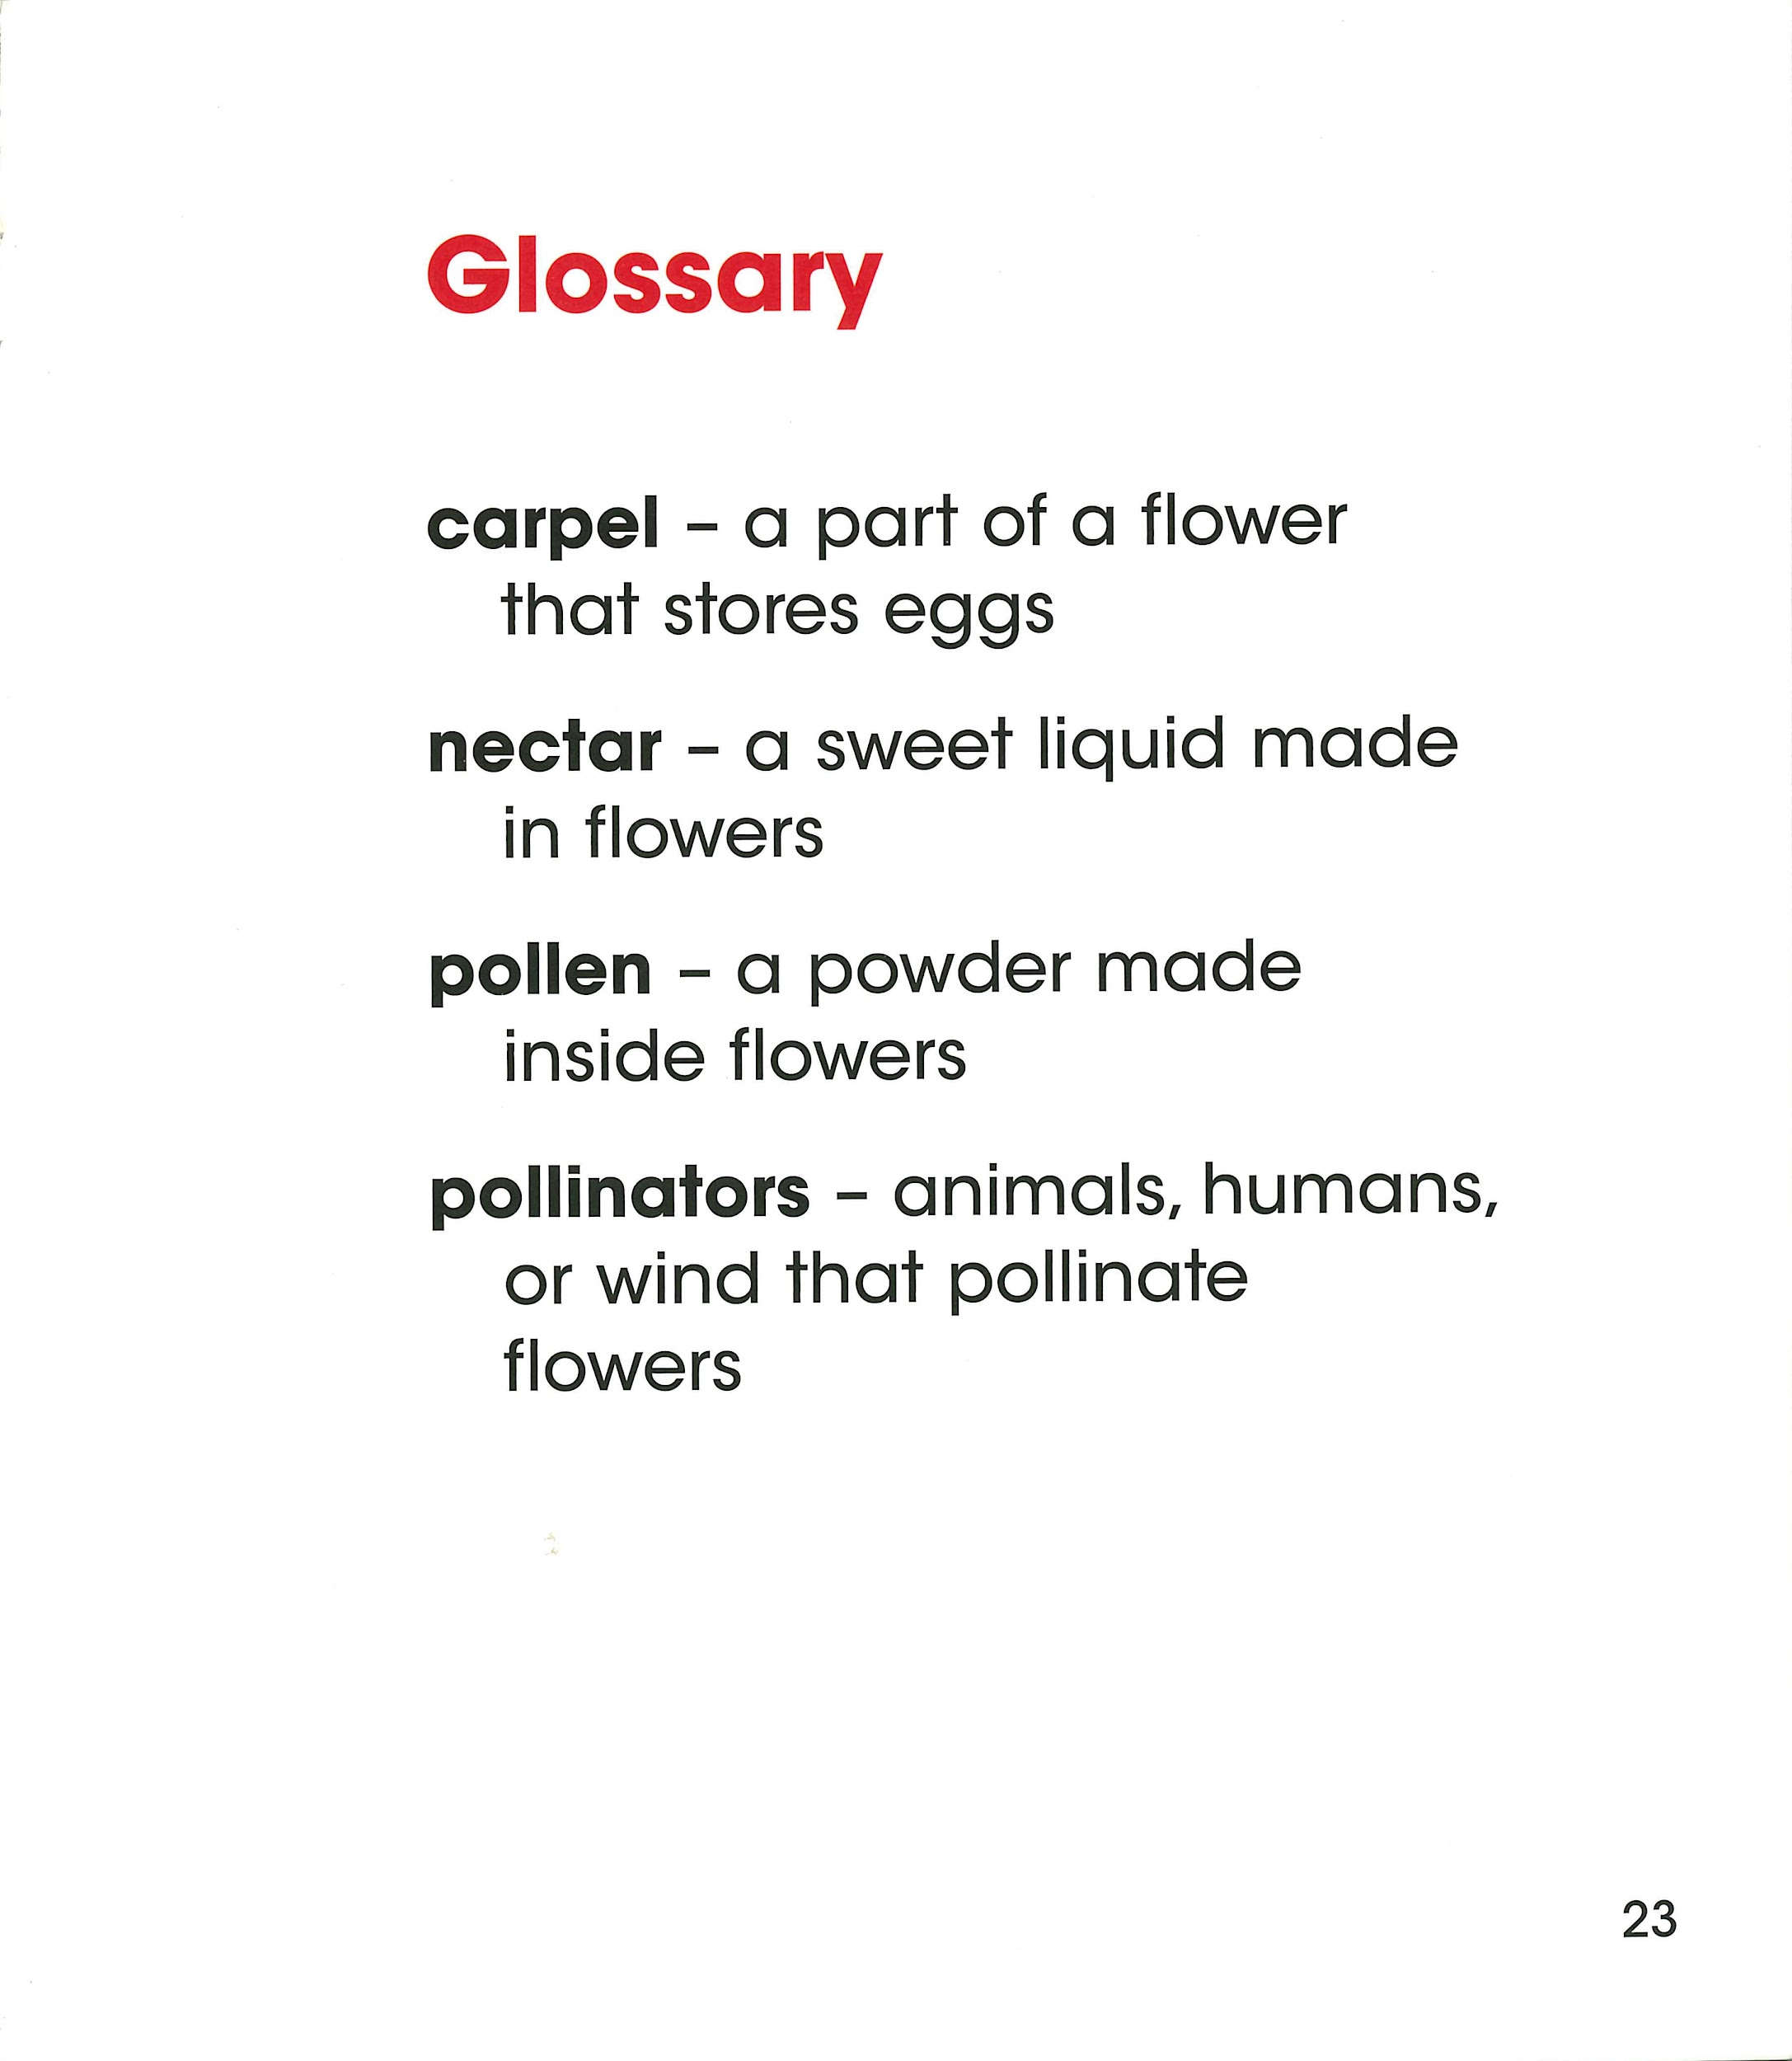 Glossary
carpel – a part of a flower
that stores eggs
nectar – a sweet liquid made
in flowers
pollen – a powder made
inside flowers
pollinators – animals, humans,
or wind that pollinate
flowers
23